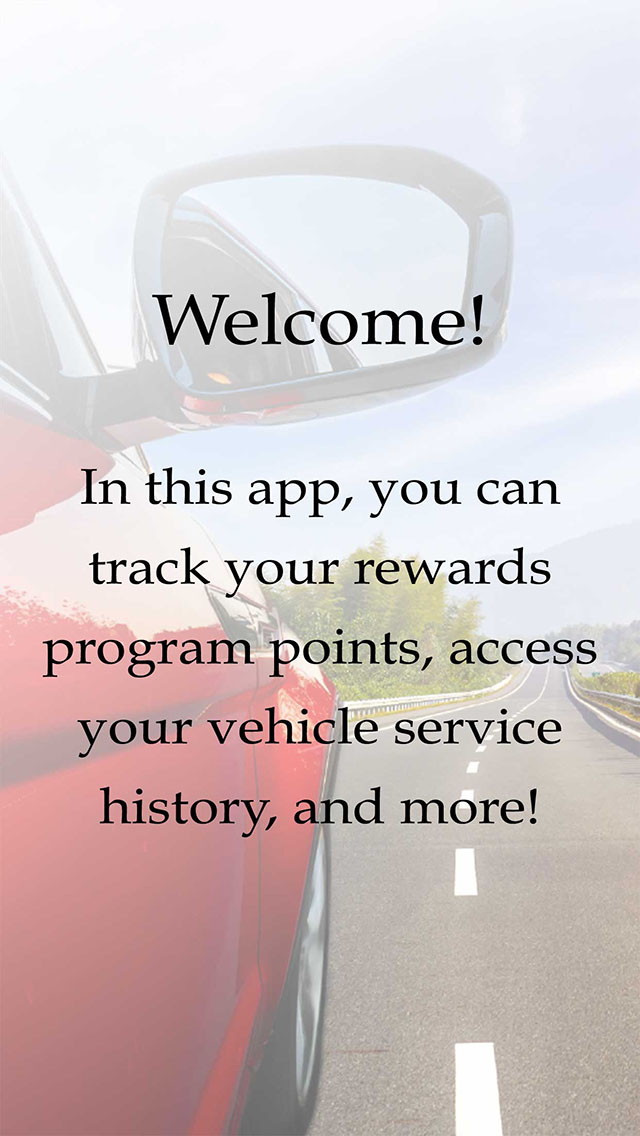 Welcome!
In this app, you can
track your rewards
program points, access
your vehicle service
history, and more!